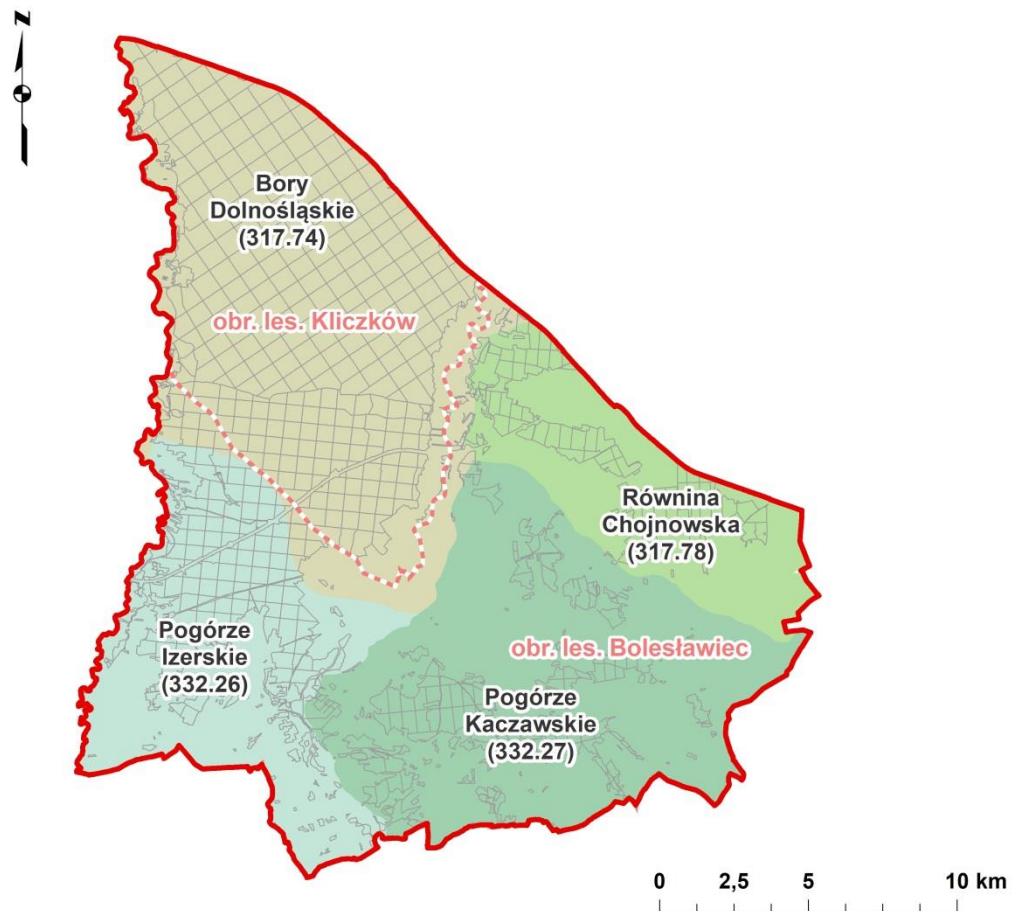 N
Bory
Dolnośląskie
(317.74)
obr. les. Kliczków
Równina
Chojnowska
(317.78)
Pogórze
Izerskie
(332.26)
obr. les. Bolesławiec
Pogórze
Kaczawskie
(332.27)
0 2,5 5 10 km